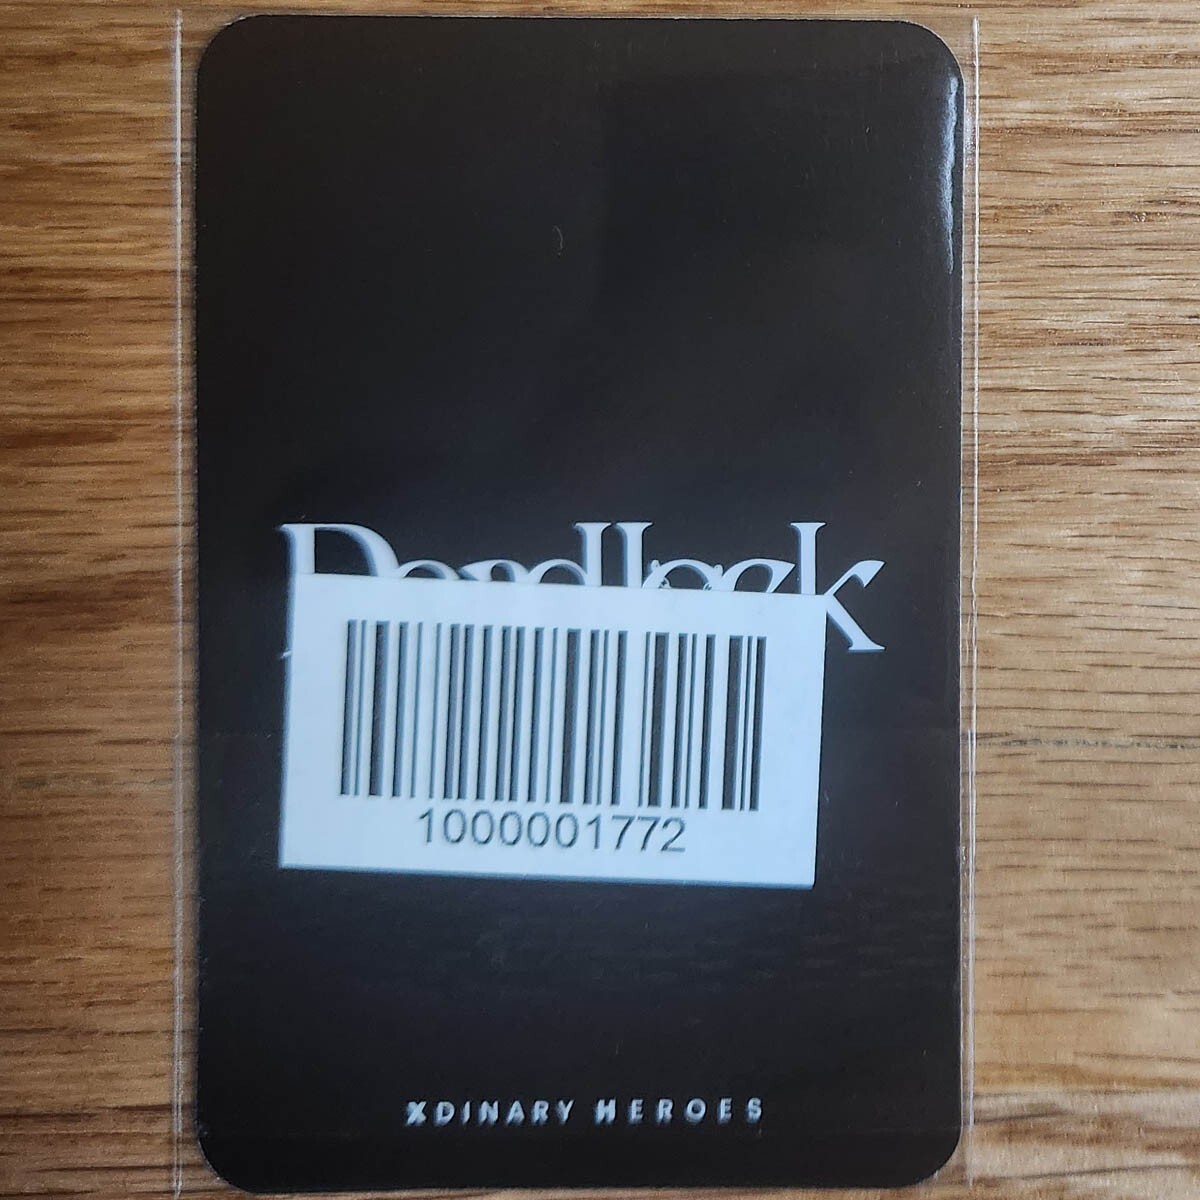 Deadlock
1000001772
XDINARY HEROES